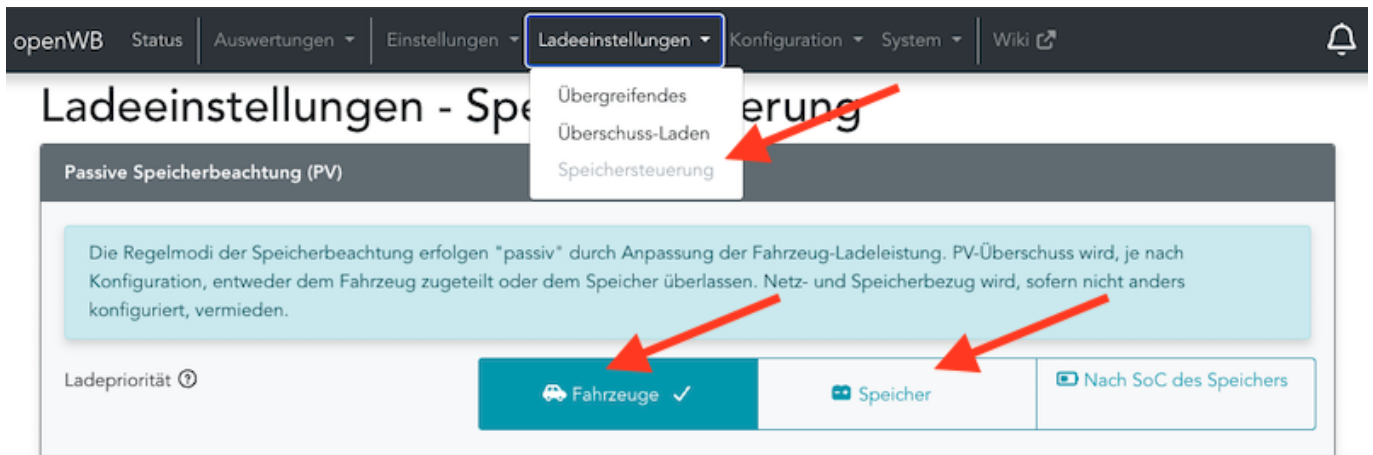 openWB Status Auswertungen Einstellungen Ladeeinstellungen Konfiguration System Wiki
Übergreifendes
Überschuss-Laden
Speichersteuerung
Ladeeinstellungen - Spe erung
Passive Speicherbeachtung (PV)
Die Regelmodi der Speicherbeachtung erfolgen "passiv" durch Anpassung der Fahrzeug-Ladeleistung. PV-Überschuss wird, je nach
Konfiguration, entweder dem Fahrzeug zugeteilt oder dem Speicher überlassen. Netz- und Speicherbezug wird, sofern nicht anders
konfiguriert, vermieden.
Ladepriorität
Fahrzeuge
Speicher
Nach SoC des Speichers